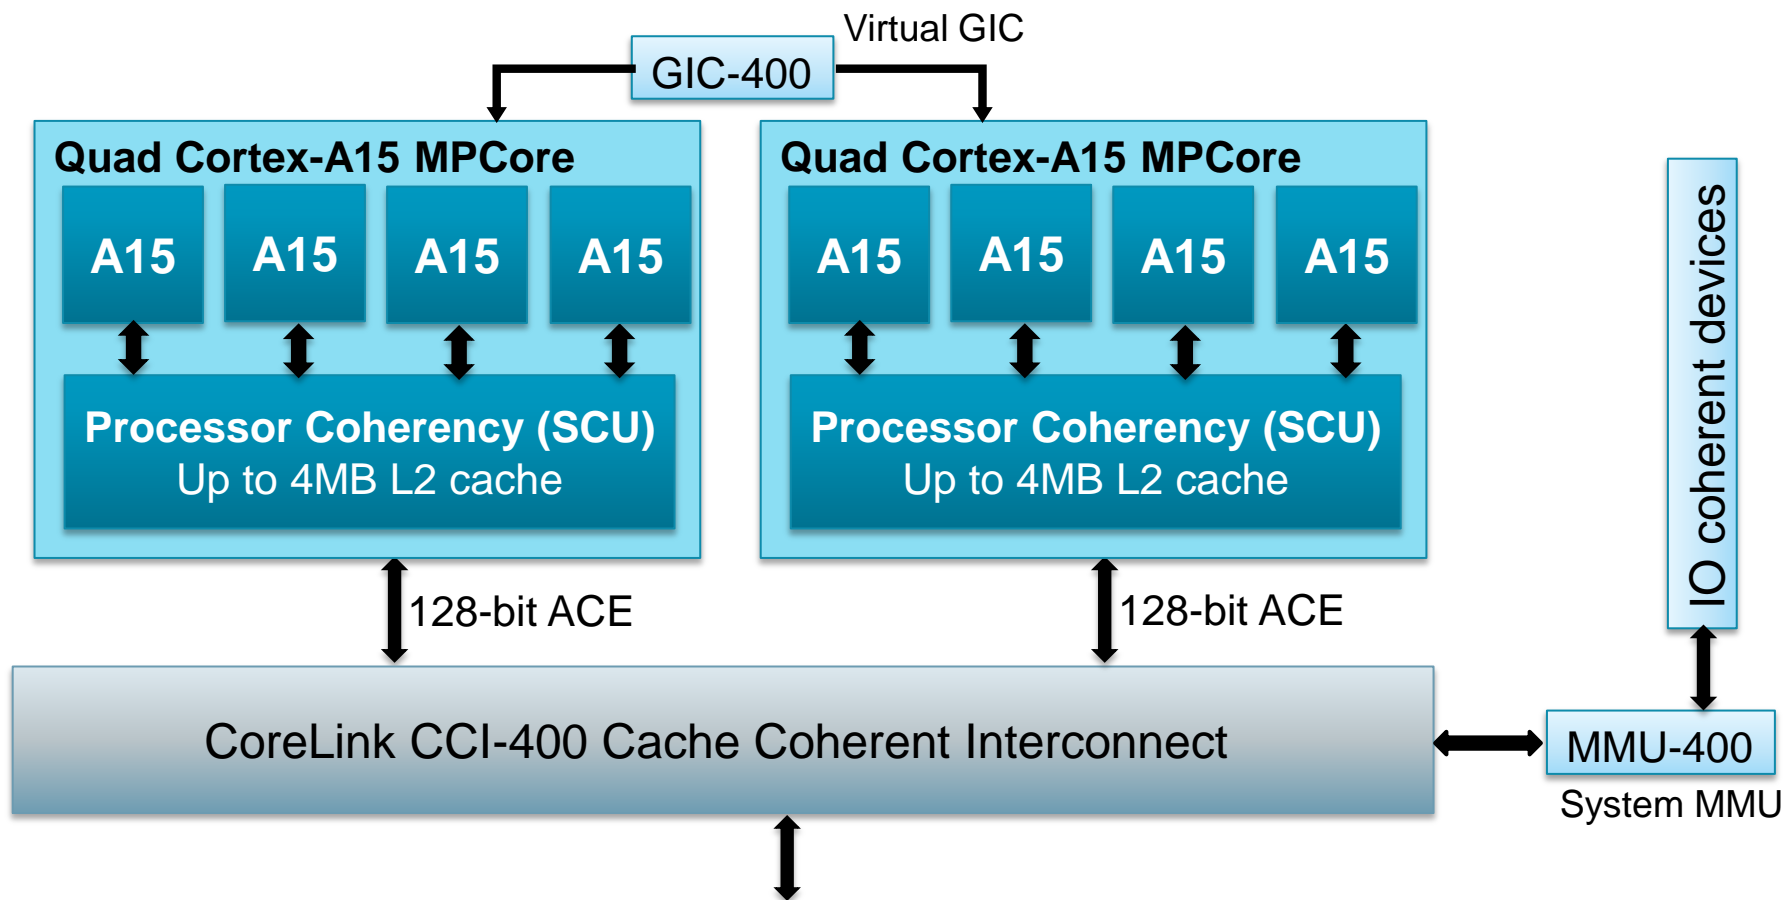 Virtual GIC
GIC-400
Quad Cortex-A15 MPCore
A15 A15 A15 A15
Processor Coherency (SCU)
Up to 4MB L2 cache
128-bit ACE
Quad Cortex-A15 MPCore
A15 A15 A15 A15
Processor Coherency (SCU)
Up to 4MB L2 cache
128-bit ACE
IO coherent devices
CoreLink CCI-400 Cache Coherent Interconnect
MMU-400
System MMU